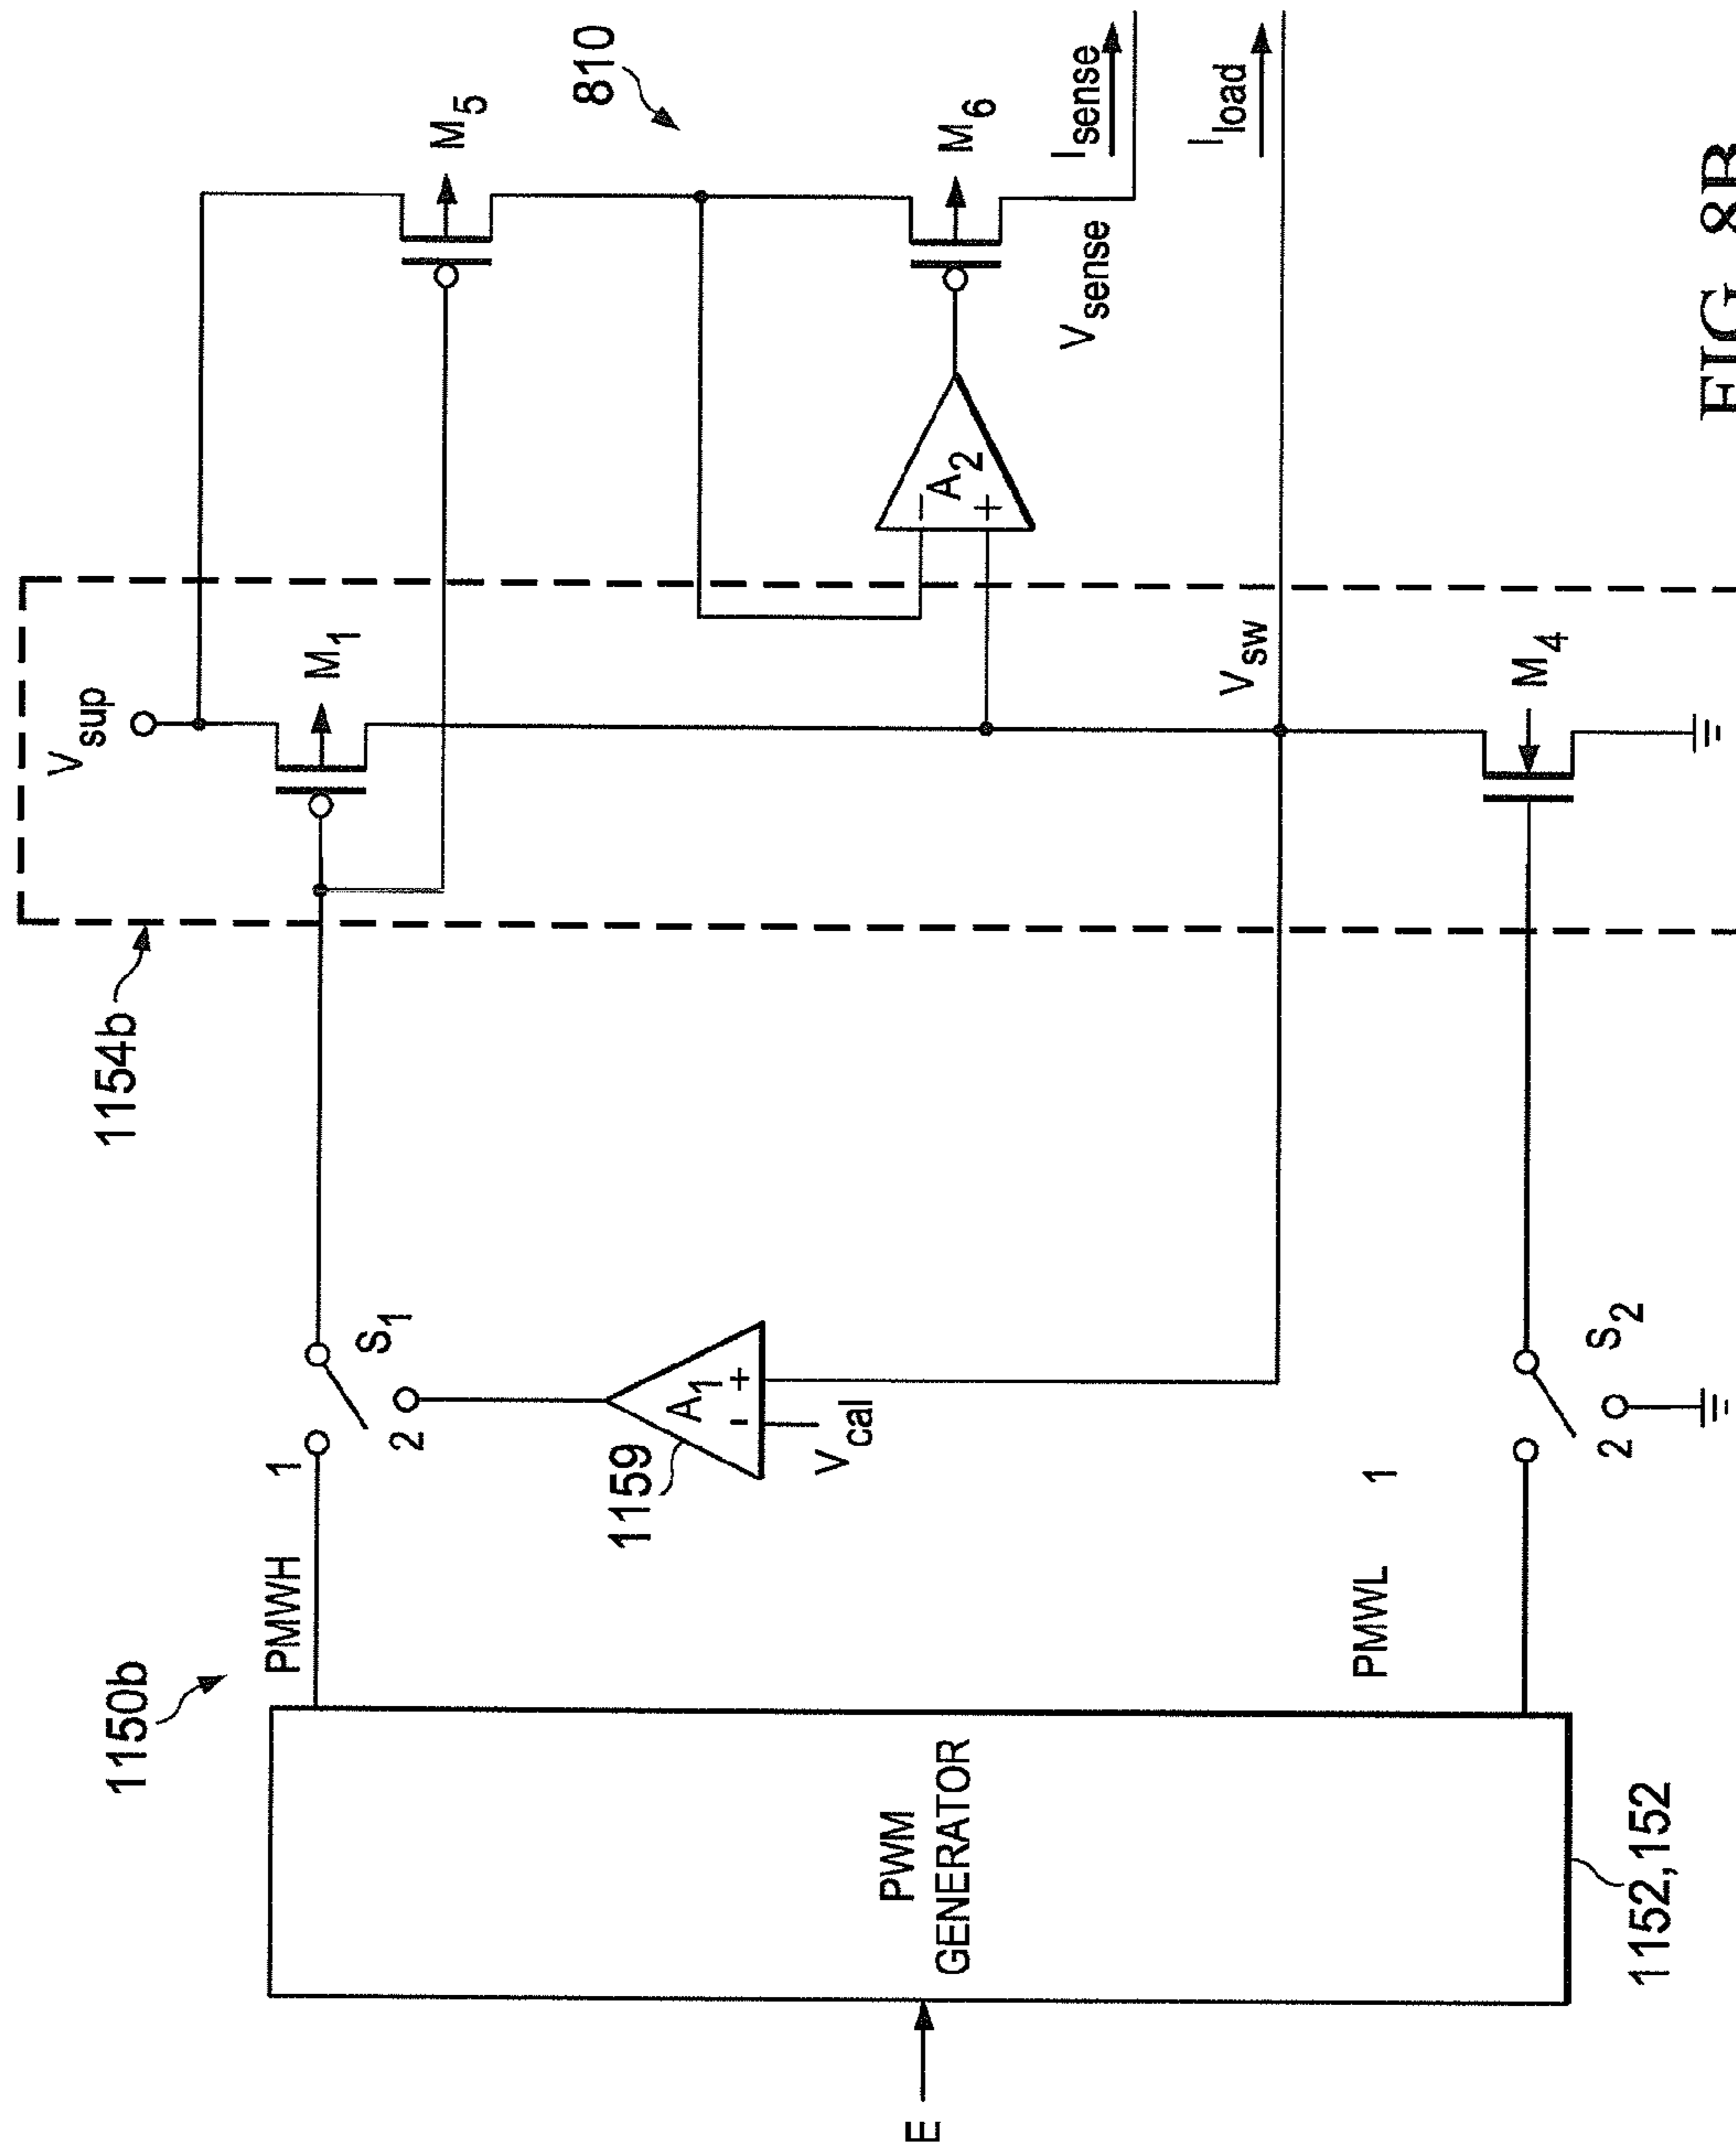 1150b
E
PWM
GENERATOR
1152,152
PMWH
1
2
S1
1159
A1
-
+
Vcal
PMWL
1
2
S2
1154b
Vsup
M1
Vsw
M4
810
M5
A2
-
+
M6
Vsense
Isense
Iload
FIG. 8B